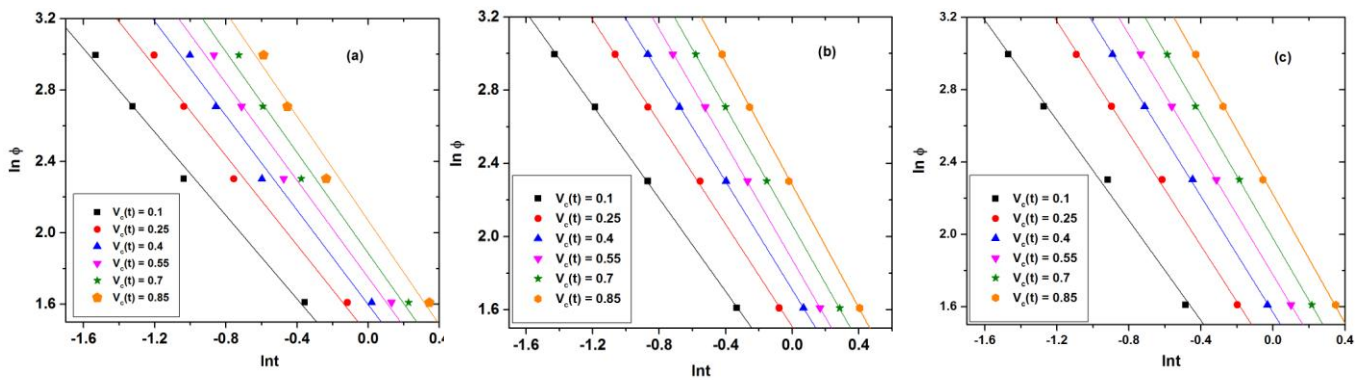 3.2
2.8
2.4
2.0
1.6
ln ϕ
(a)
V_c(t) = 0.1
V_c(t) = 0.25
V_c(t) = 0.4
V_c(t) = 0.55
V_c(t) = 0.7
V_c(t) = 0.85
-1.6 -1.2 -0.8 -0.4 0.0 0.4
lnt
3.2
2.8
2.4
2.0
1.6
ln ϕ
(b)
V_c(t) = 0.1
V_c(t) = 0.25
V_c(t) = 0.4
V_c(t) = 0.55
V_c(t) = 0.7
V_c(t) = 0.85
-1.6 -1.2 -0.8 -0.4 0.0 0.4
lnt
3.2
2.8
2.4
2.0
1.6
ln ϕ
(c)
V_c(t) = 0.1
V_c(t) = 0.25
V_c(t) = 0.4
V_c(t) = 0.55
V_c(t) = 0.7
V_c(t) = 0.85
-1.6 -1.2 -0.8 -0.4 0.0 0.4
lnt